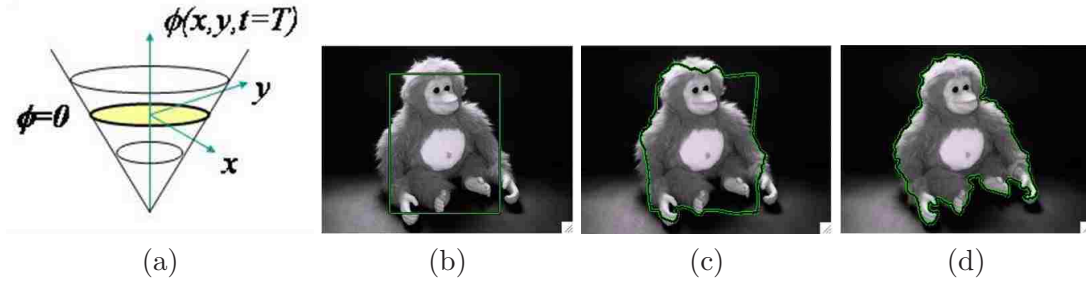 ϕ(x,y,t=T)
y
ϕ=0
x
(a)
(b)
(c)
(d)